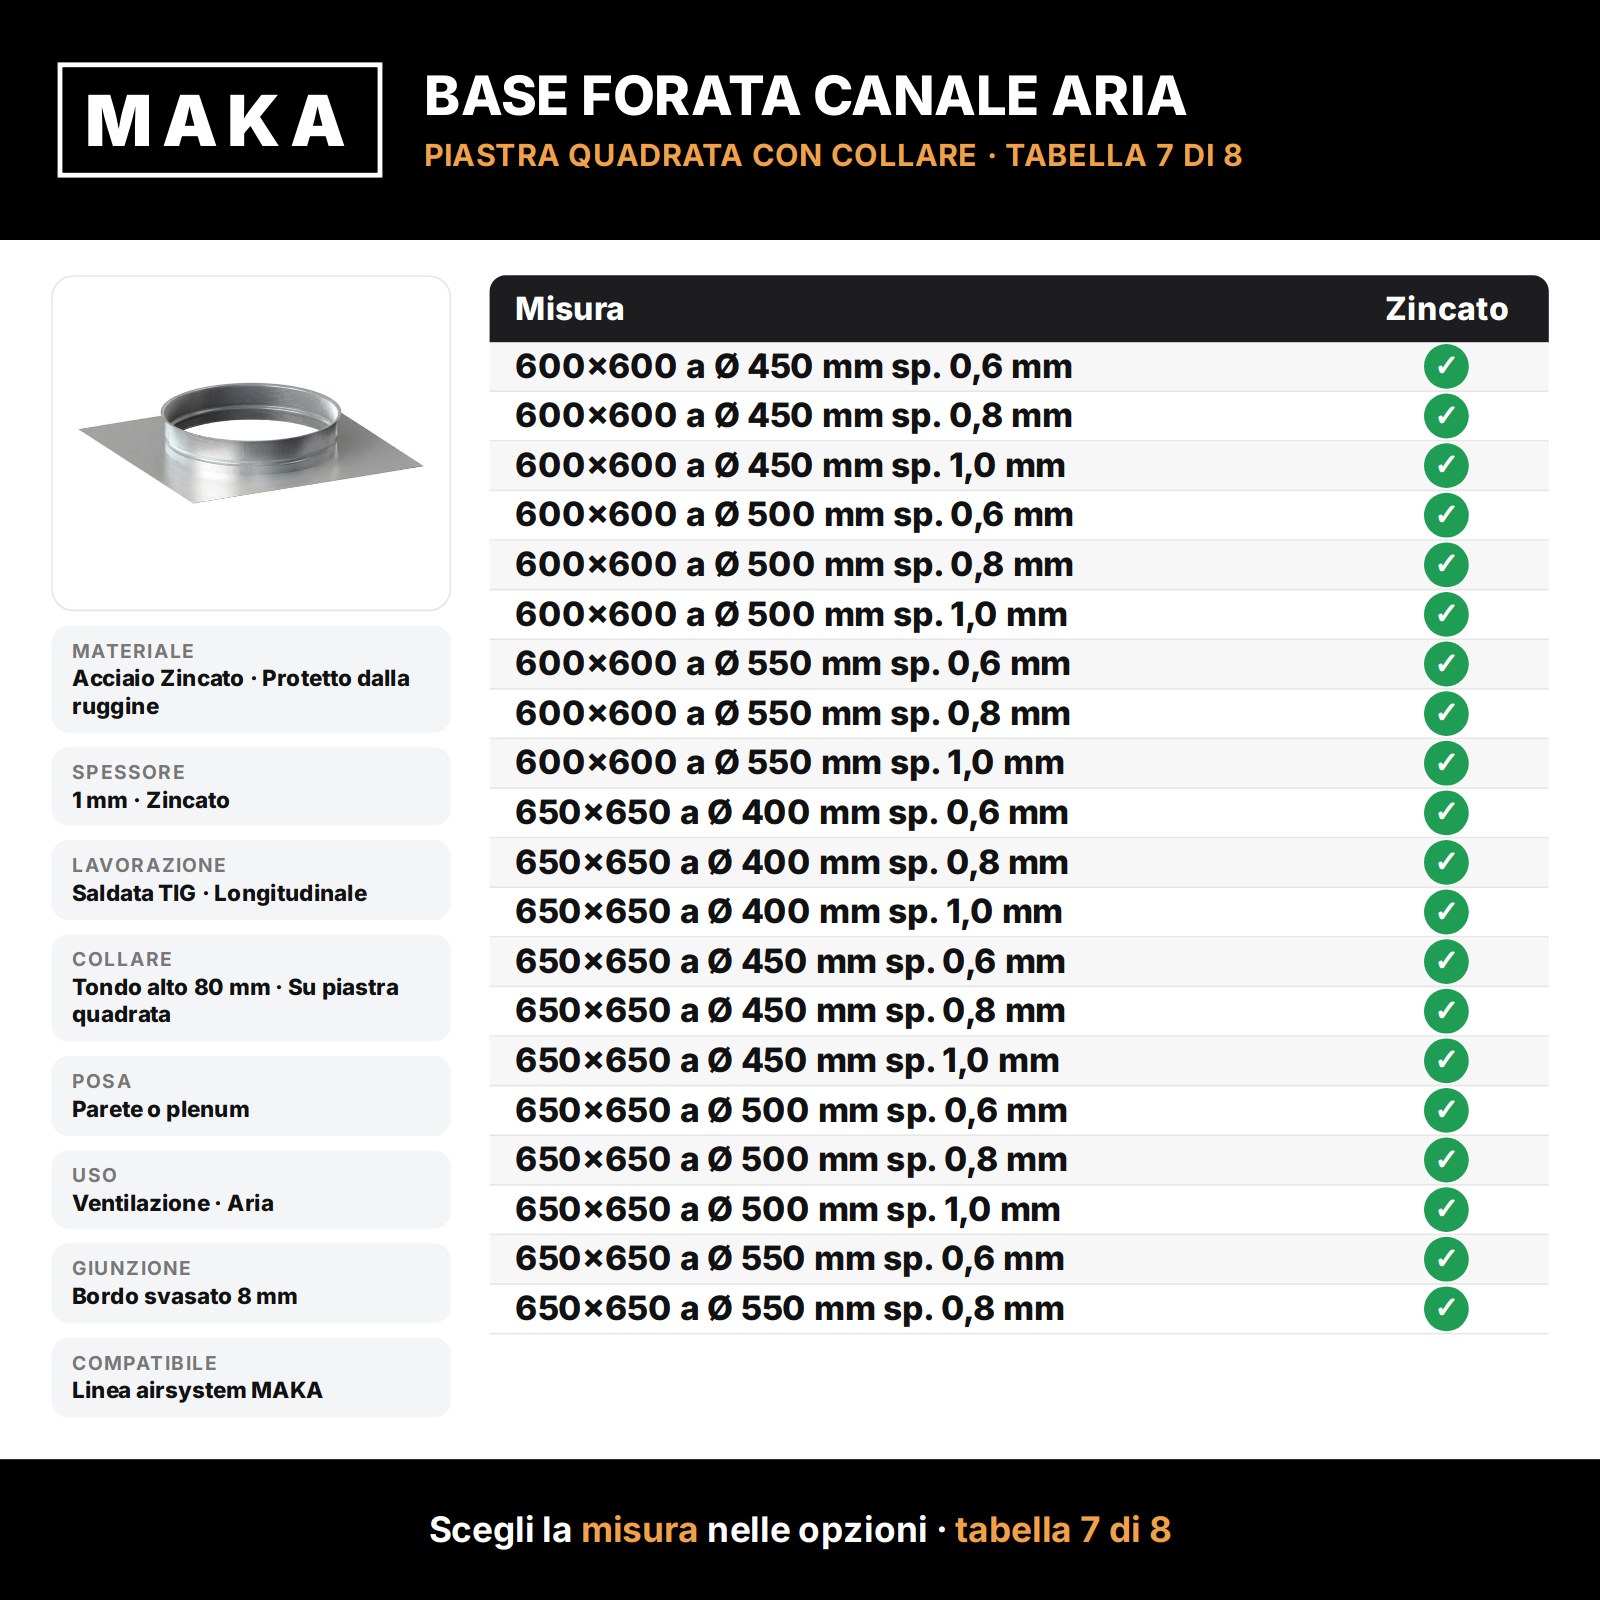 MAKA
BASE FORATA CANALE ARIA
PIASTRA QUADRATA CON COLLARE · TABELLA 7 DI 8
MATERIALE
Acciaio Zincato · Protetto dalla
ruggine
SPESSORE
1 mm · Zincato
LAVORAZIONE
Saldata TIG · Longitudinale
COLLARE
Tondo alto 80 mm · Su piastra
quadrata
POSA
Parete o plenum
USO
Ventilazione · Aria
GIUNZIONE
Bordo svasato 8 mm
COMPATIBILE
Linea airsystem MAKA
Misura Zincato
600×600 a Ø 450 mm sp. 0,6 mm ✓
600×600 a Ø 450 mm sp. 0,8 mm ✓
600×600 a Ø 450 mm sp. 1,0 mm ✓
600×600 a Ø 500 mm sp. 0,6 mm ✓
600×600 a Ø 500 mm sp. 0,8 mm ✓
600×600 a Ø 500 mm sp. 1,0 mm ✓
600×600 a Ø 550 mm sp. 0,6 mm ✓
600×600 a Ø 550 mm sp. 0,8 mm ✓
600×600 a Ø 550 mm sp. 1,0 mm ✓
650×650 a Ø 400 mm sp. 0,6 mm ✓
650×650 a Ø 400 mm sp. 0,8 mm ✓
650×650 a Ø 400 mm sp. 1,0 mm ✓
650×650 a Ø 450 mm sp. 0,6 mm ✓
650×650 a Ø 450 mm sp. 0,8 mm ✓
650×650 a Ø 450 mm sp. 1,0 mm ✓
650×650 a Ø 500 mm sp. 0,6 mm ✓
650×650 a Ø 500 mm sp. 0,8 mm ✓
650×650 a Ø 500 mm sp. 1,0 mm ✓
650×650 a Ø 550 mm sp. 0,6 mm ✓
650×650 a Ø 550 mm sp. 0,8 mm ✓
Scegli la misura nelle opzioni · tabella 7 di 8